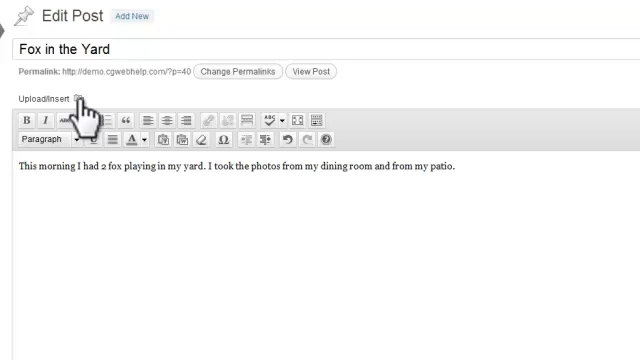 Edit Post Add New
Fox in the Yard
Permalink: http://demo.cgwebhelp.com/?p=40 Change Permalinks View Post
Upload/Insert
B I ABC “ ABC
Paragraph A Ω
This morning I had 2 fox playing in my yard. I took the photos from my dining room and from my patio.